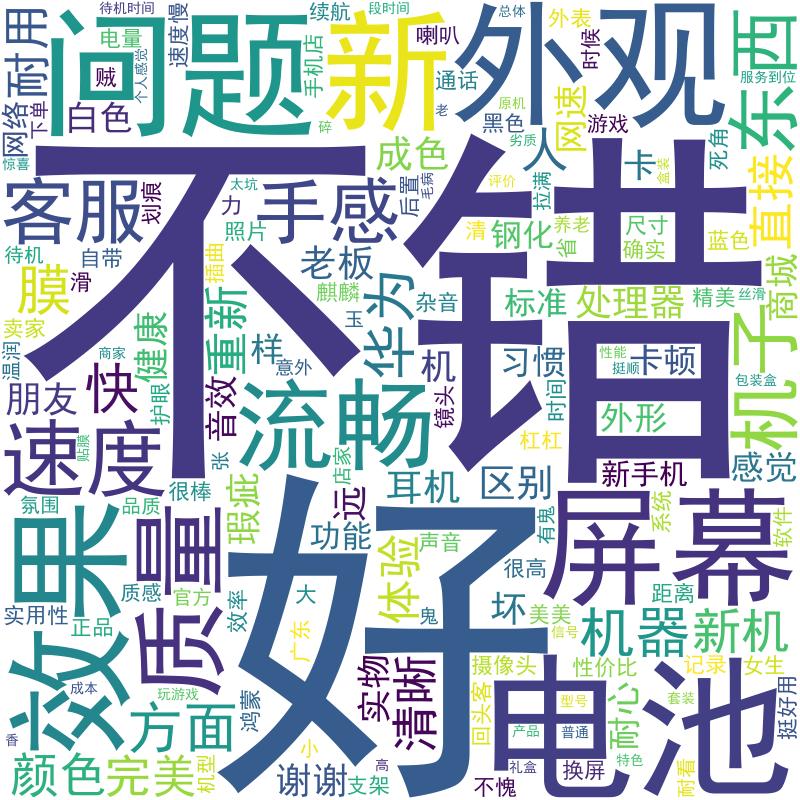 待机时间
续航
段时间
总体
外表
时候
东西
服务到位
耐用
网络
下单
惊喜
问题
电量
贼
个人感觉
速度慢
手机店
碎
新
喇叭
通话
老
外观
黑色
原机
劣质
网速
游戏
白色
成色
毛病
后置
人
拉满
评价
卡
盒装
死角
直接
客服
划痕
太坑
力
手感
照片
清
钢化
养老
省
尺寸
确实
蓝色
商城
不错
待机
自带
滑
膜
插曲
老板
麒麟
华为
杂音
标准
处理器
精美
丝滑
机子
卖家
温润
商家
健康
护眼
重新
样
玉
意外
机
镜头
习惯
时间
性能
挺顺
卡顿
包装盒
朋友
快
音效
流畅
杠杠
外形
速度
贴膜
张
店家
新手机
感觉
氛围
品质
很棒
瑕疵
远
耳机
区别
有鬼
系统
软件
效果
质量
好
功能
声音
屏幕
体验
很高
质感
官方
效率
大
鬼
坏
美美
距离
实用性
正品
广东
信号
机器
新机
成本
玩游戏
鸿蒙
实物
清晰
摄像头
性价比
记录
女生
方面
回头客
电池
型号
套装
耐心
挺好用
香
小
产品
普通
特色
颜色
完美
机型
谢谢
支架
高
不愧
礼盒
换屏
耐看